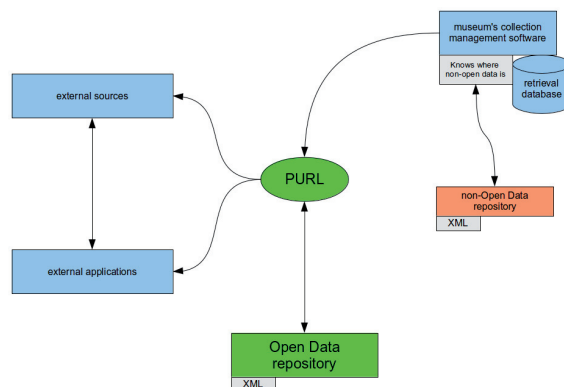 museum's collection
management software
Knows where
non-open data is
retrieval
database
external sources
PURL
non-Open Data
repository
XML
external applications
Open Data
repository
XML